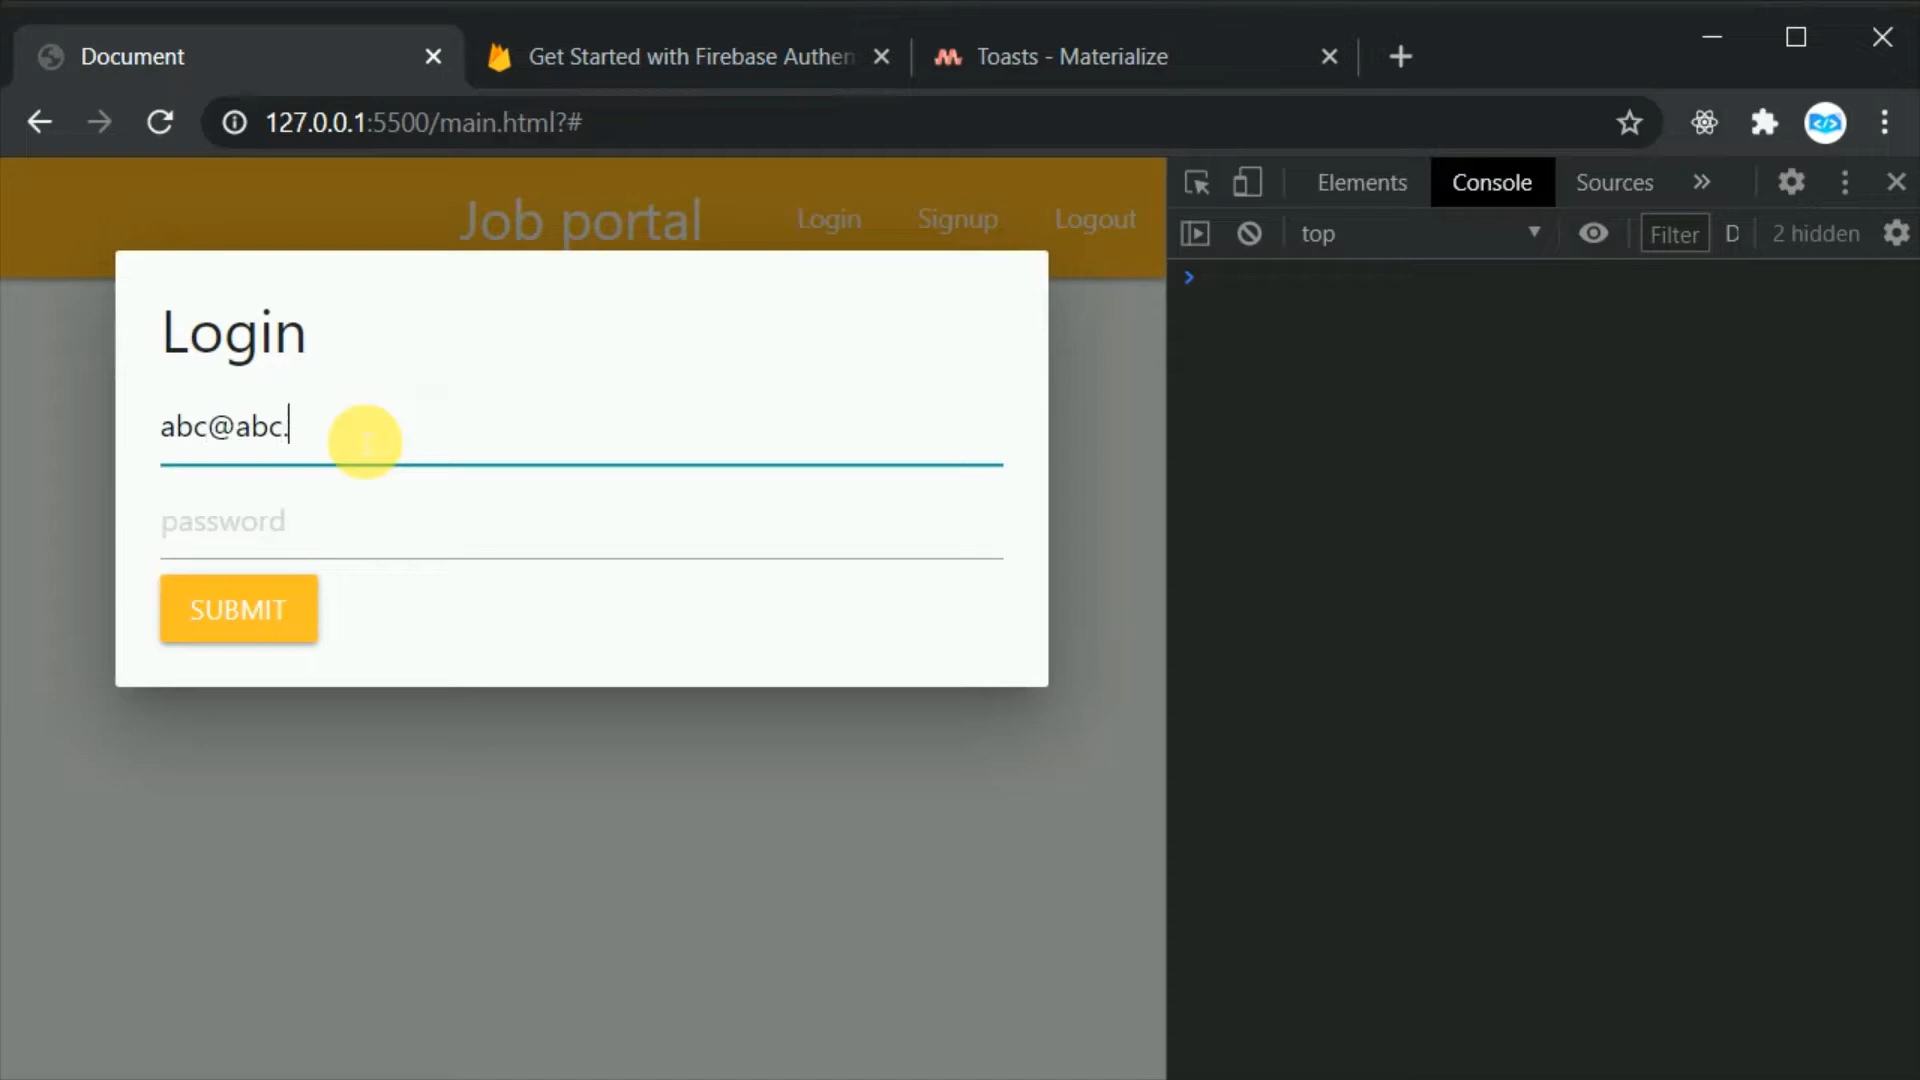 Document
Get Started with Firebase Authen
Toasts - Materialize
127.0.0.1:5500/main.html?#
Job portal
Login
Signup
Logout
Elements
Console
Sources
top
Filter
D
2 hidden
Login
abc@abc.
password
SUBMIT